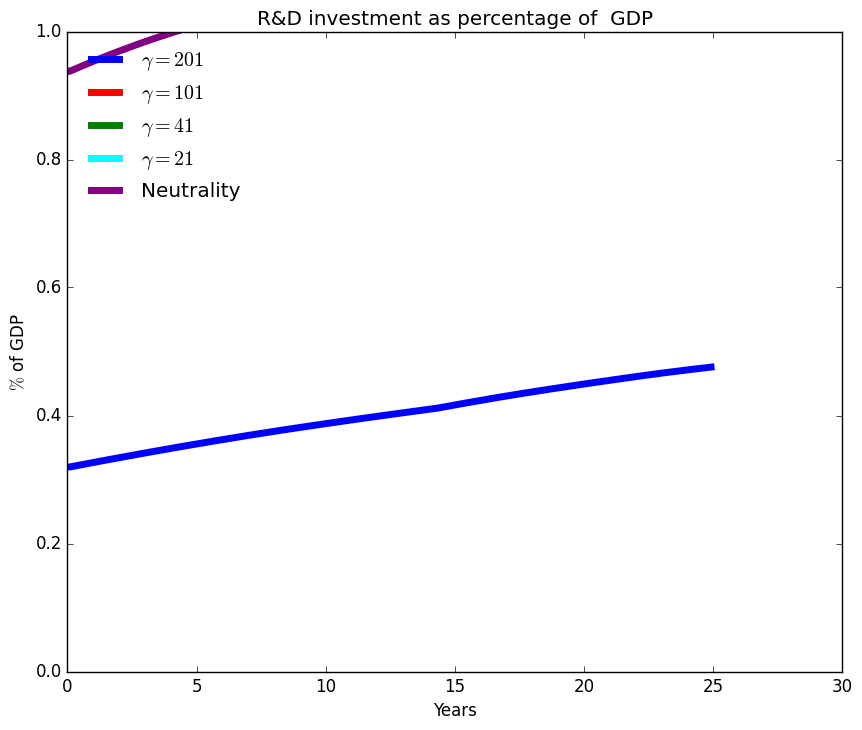 R&D investment as percentage of  GDP
1.0
0.8
0.6
0.4
0.2
0.0
% of GDP
γ = 201
γ = 101
γ = 41
γ = 21
Neutrality
0 5 10 15 20 25 30
Years